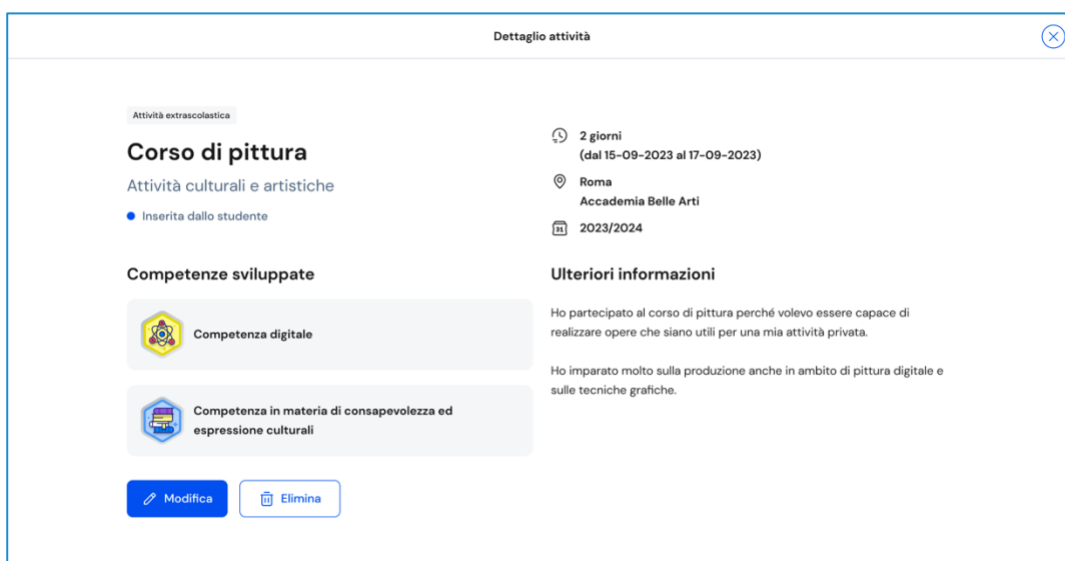 Dettaglio attività
Attività extrascolastica
Corso di pittura
Attività culturali e artistiche
Inserita dallo studente
2 giorni
(dal 15-09-2023 al 17-09-2023)
Roma
Accademia Belle Arti
2023/2024
Competenze sviluppate
Competenza digitale
Competenza in materia di consapevolezza ed
espressione culturali
Ulteriori informazioni
Ho partecipato al corso di pittura perché volevo essere capace di
realizzare opere che siano utili per una mia attività privata.
Ho imparato molto sulla produzione anche in ambito di pittura digitale e
sulle tecniche grafiche.
Modifica
Elimina